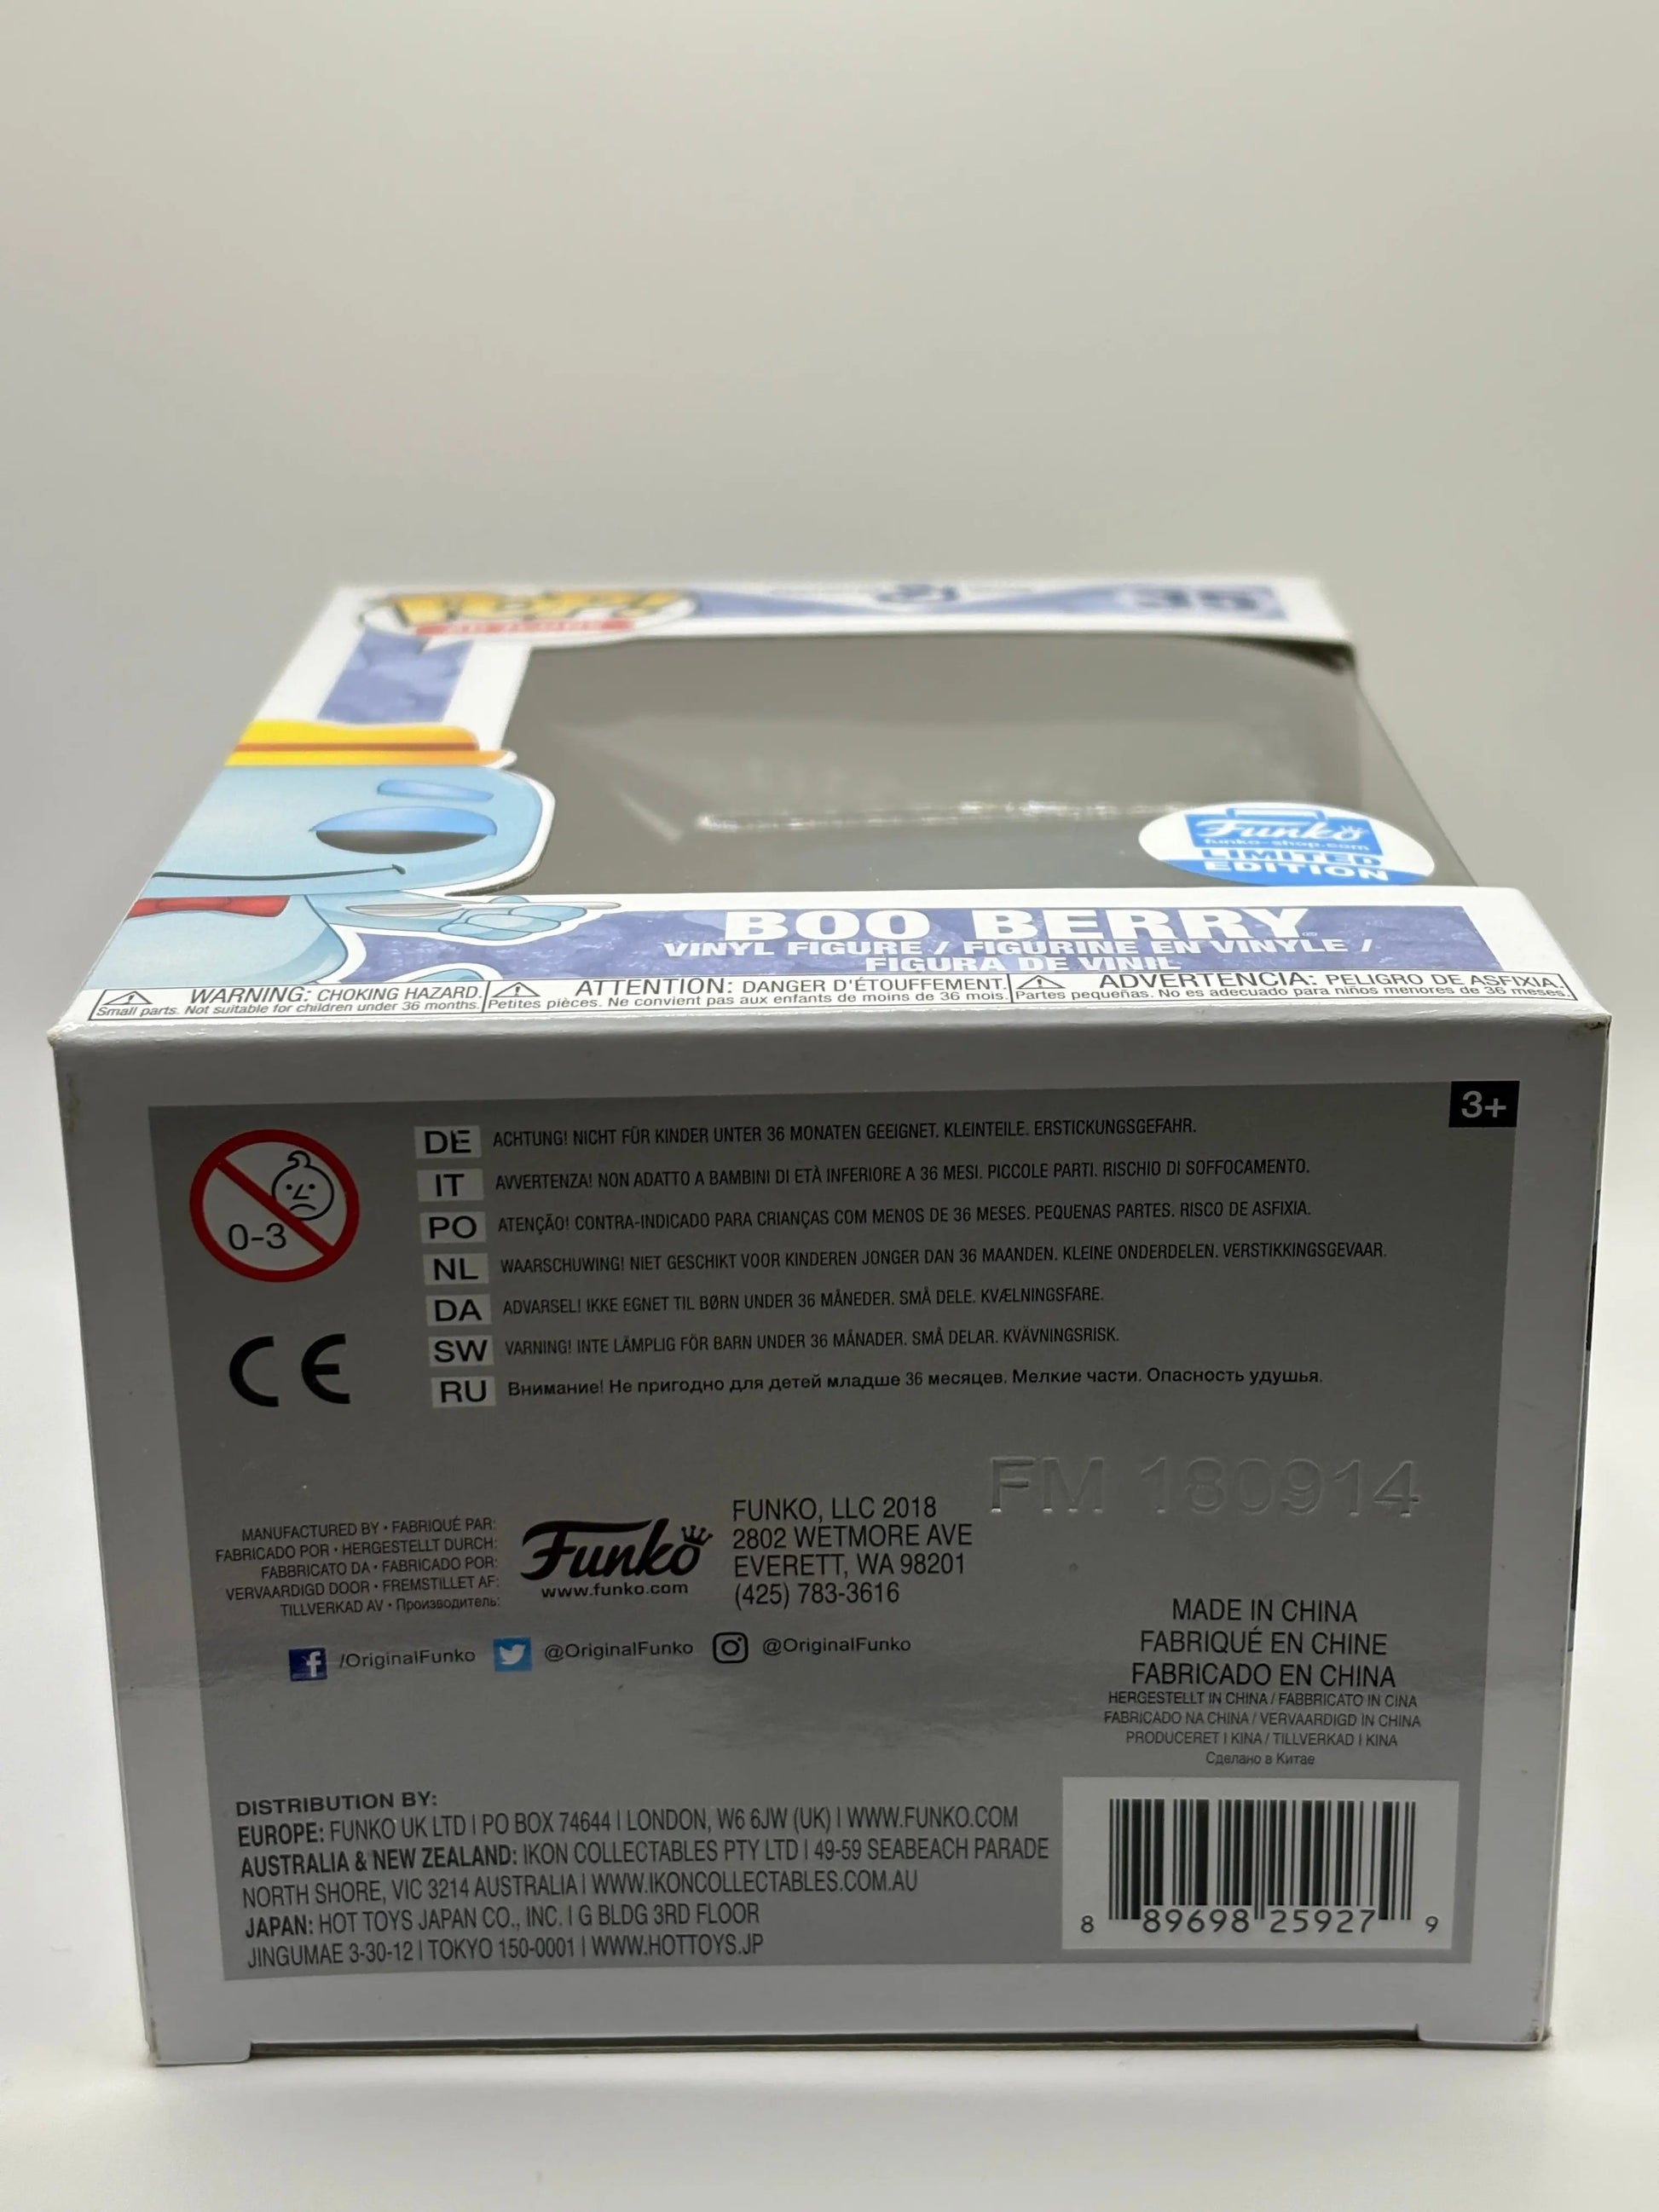 POP!
35
Funko
funko-shop.com
LIMITED
EDITION
BOO BERRY
VINYL FIGURE / FIGURINE EN VINYLE /
FIGURA DE VINIL
WARNING: CHOKING HAZARD.
Small parts. Not suitable for children under 36 months.
ATTENTION: DANGER D'ÉTOUFFEMENT.
Petites pièces. Ne convient pas aux enfants de moins de 36 mois.
ADVERTENCIA: PELIGRO DE ASFIXIA.
Partes pequeñas. No es adecuado para niños menores de 36 meses.
3+
0-3
DE ACHTUNG! NICHT FÜR KINDER UNTER 36 MONATEN GEEIGNET. KLEINTEILE. ERSTICKUNGSGEFAHR.
IT AVVERTENZA! NON ADATTO A BAMBINI DI ETÀ INFERIORE A 36 MESI. PICCOLE PARTI. RISCHIO DI SOFFOCAMENTO.
PO ATENÇÃO! CONTRA-INDICADO PARA CRIANÇAS COM MENOS DE 36 MESES. PEQUENAS PARTES. RISCO DE ASFIXIA.
NL WAARSCHUWING! NIET GESCHIKT VOOR KINDEREN JONGER DAN 36 MAANDEN. KLEINE ONDERDELEN. VERSTIKKINGSGEVAAR.
DA ADVARSEL! IKKE EGNET TIL BØRN UNDER 36 MÅNEDER. SMÅ DELE. KVÆLNINGSFARE.
SW VARNING! INTE LÄMPLIG FÖR BARN UNDER 36 MÅNADER. SMÅ DELAR. KVÄVNINGSRISK.
RU Внимание! Не пригодно для детей младше 36 месяцев. Мелкие части. Опасность удушья.
CE
FM 180914
MANUFACTURED BY • FABRIQUÉ PAR:
FABRICADO POR • HERGESTELLT DURCH:
FABBRICATO DA • FABRICADO POR:
VERVAARDIGD DOOR • FREMSTILLET AF:
TILLVERKAD AV • Производитель:
Funko
www.funko.com
FUNKO, LLC 2018
2802 WETMORE AVE
EVERETT, WA 98201
(425) 783-3616
/OriginalFunko @OriginalFunko @OriginalFunko
MADE IN CHINA
FABRIQUÉ EN CHINE
FABRICADO EN CHINA
HERGESTELLT IN CHINA / FABBRICATO IN CINA
FABRICADO NA CHINA / VERVAARDIGD IN CHINA
PRODUCERET I KINA / TILLVERKAD I KINA
Сделано в Китае
DISTRIBUTION BY:
EUROPE: FUNKO UK LTD | PO BOX 74644 | LONDON, W6 6JW (UK) | WWW.FUNKO.COM
AUSTRALIA & NEW ZEALAND: IKON COLLECTABLES PTY LTD | 49-59 SEABEACH PARADE
NORTH SHORE, VIC 3214 AUSTRALIA | WWW.IKONCOLLECTABLES.COM.AU
JAPAN: HOT TOYS JAPAN CO., INC. | G BLDG 3RD FLOOR
JINGUMAE 3-30-12 | TOKYO 150-0001 | WWW.HOTTOYS.JP
8 89698 25927 9